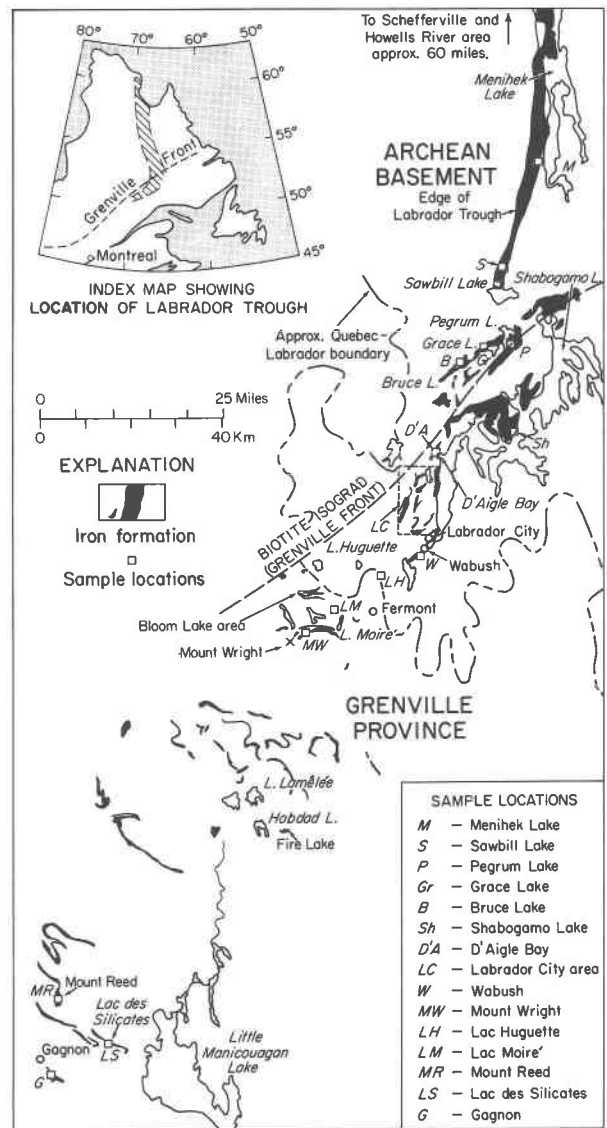 80°
70°
60°
60°
55°
50°
45°
Grenville
Front
Montreal
INDEX MAP SHOWING
LOCATION OF LABRADOR TROUGH
To Schefferville and
Howells River area
approx. 60 miles.
Menihek
Lake
ARCHEAN
BASEMENT
M
Edge of
Labrador Trough
S
Sawbill Lake
Shabogamo L.
Pegrum L.
Grace L.
B
G
P
Approx. Quebec-
Labrador boundary
Bruce L.
0 25 Miles
0 40 Km
D'A
Sh
EXPLANATION
Iron formation
Sample locations
BIOTITE ISOGRAD
(GRENVILLE FRONT)
D'Aigle Bay
LC
Labrador City
L. Huguette
W
Wabush
LH
Bloom Lake area
LM
Fermont
L. Moire
Mount Wright
MW
GRENVILLE
PROVINCE
L. Lamêlée
Hobdad L.
Fire Lake
MR
Mount Reed
Lac des
Silicates
Gagnon
LS
G
Little
Manicouagan
Lake
SAMPLE LOCATIONS
M – Menihek Lake
S – Sawbill Lake
P – Pegrum Lake
Gr – Grace Lake
B – Bruce Lake
Sh – Shabogamo Lake
D'A – D'Aigle Bay
LC – Labrador City area
W – Wabush
MW – Mount Wright
LH – Lac Huguette
LM – Lac Moire'
MR – Mount Reed
LS – Lac des Silicates
G – Gagnon